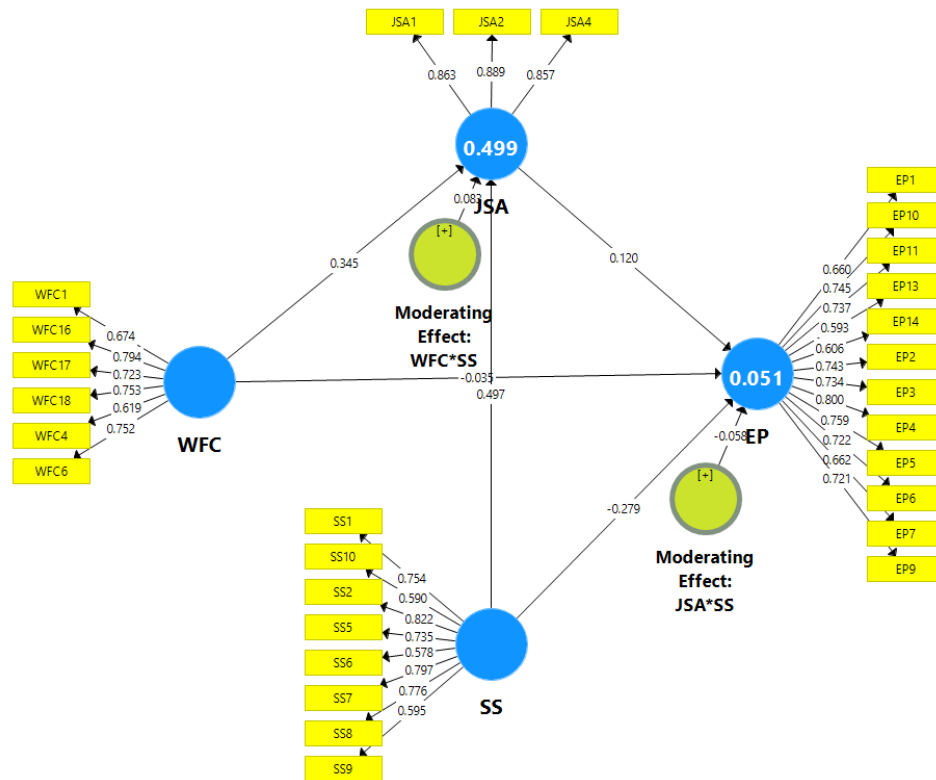 JSA1
JSA2
JSA4
0.863
0.889
0.857
0.499
JSA
0.083
[+]
Moderating
Effect:
WFC*SS
0.345
0.120
WFC1
WFC16
WFC17
WFC18
WFC4
WFC6
0.674
0.794
0.723
0.753
0.619
0.752
WFC
-0.035
0.497
EP1
EP10
EP11
EP13
EP14
EP2
EP3
EP4
EP5
EP6
EP7
EP9
0.660
0.745
0.737
0.593
0.606
0.743
0.734
0.800
0.759
0.722
0.662
0.721
0.051
EP
-0.058
[+]
Moderating
Effect:
JSA*SS
-0.279
SS1
SS10
SS2
SS5
SS6
SS7
SS8
SS9
0.754
0.590
0.822
0.735
0.578
0.797
0.776
0.595
SS